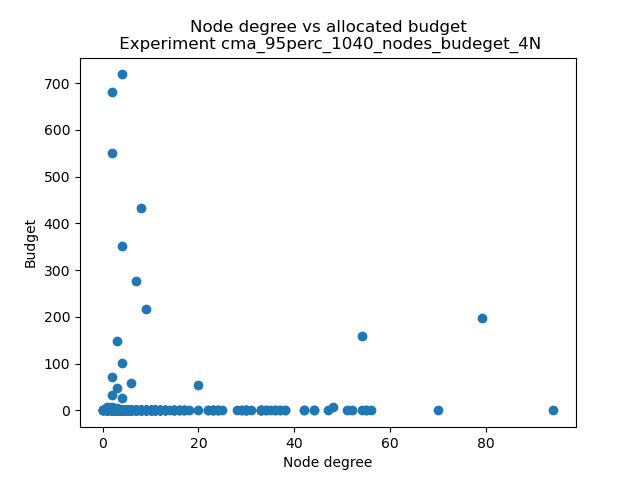 Node degree vs allocated budget
Experiment cma_95perc_1040_nodes_budeget_4N
700
600
500
400
300
200
100
0
Budget
0 20 40 60 80
Node degree